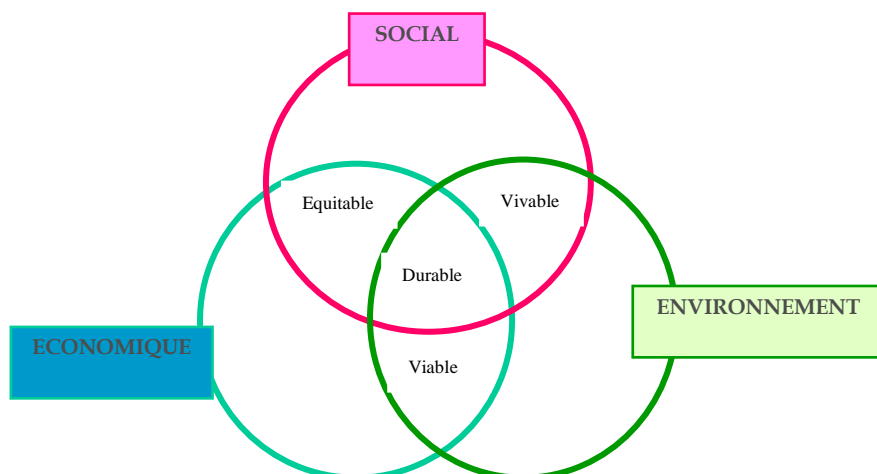 SOCIAL
Equitable
Vivable
Durable
ENVIRONNEMENT
ECONOMIQUE
Viable